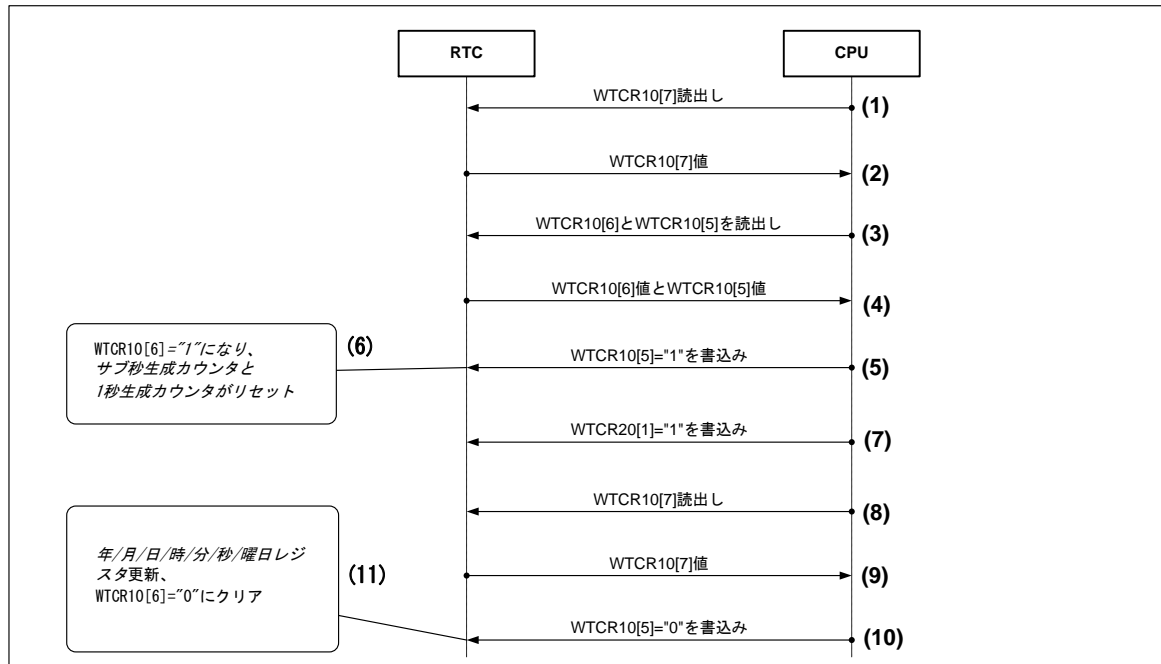 RTC
CPU
WTCR10[7]読出し
(1)
WTCR10[7]値
(2)
WTCR10[6]とWTCR10[5]を読出し
(3)
WTCR10[6]値とWTCR10[5]値
(4)
WTCR10[6]="1"になり、
サブ秒生成カウンタと
1秒生成カウンタがリセット
(6)
WTCR10[5]="1"を書込み
(5)
WTCR20[1]="1"を書込み
(7)
WTCR10[7]読出し
(8)
年/月/日/時/分/秒/曜日レジ
スタ更新、
WTCR10[6]="0"にクリア
(11)
WTCR10[7]値
(9)
WTCR10[5]="0"を書込み
(10)